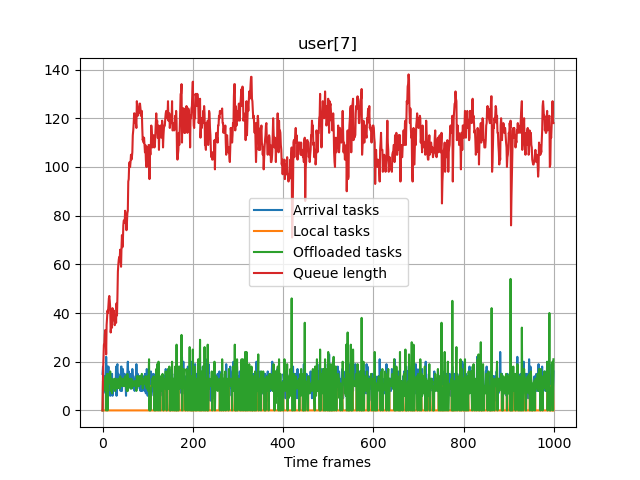 user[7]
140
120
100
80
60
40
20
0
Arrival tasks
Local tasks
Offloaded tasks
Queue length
0 200 400 600 800 1000
Time frames